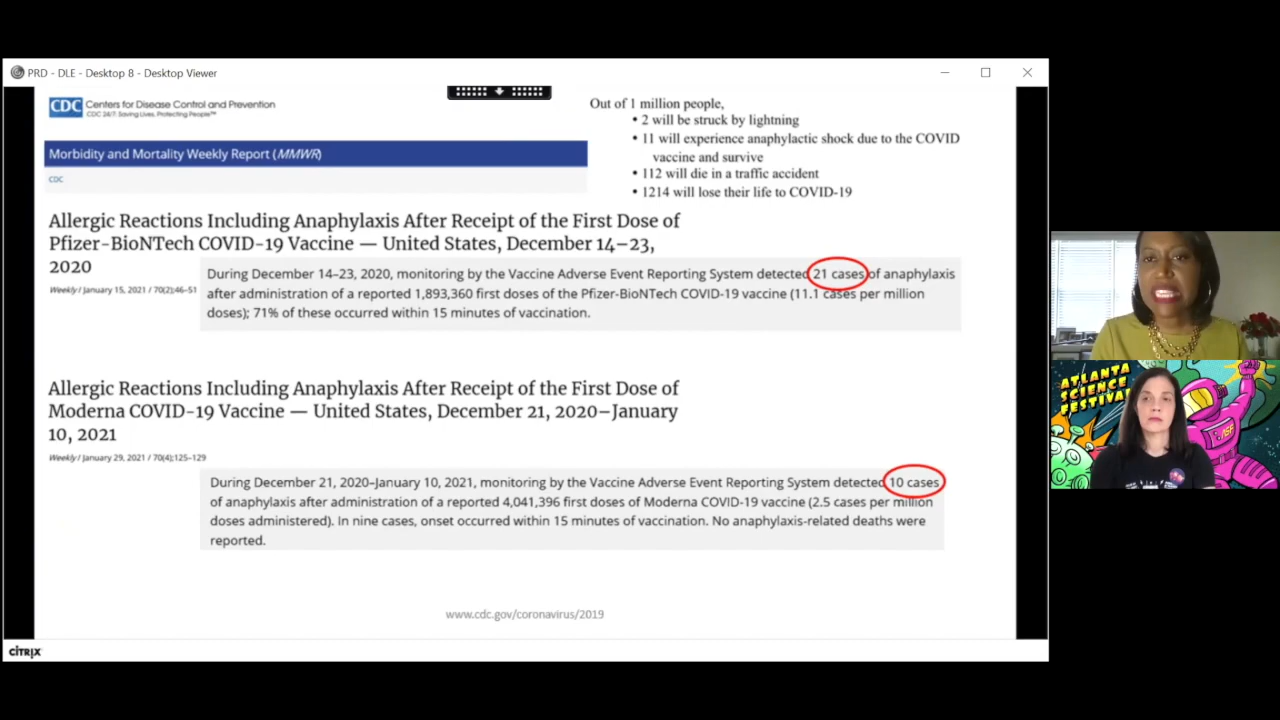 PRD - DLE - Desktop 8 - Desktop Viewer
CDC Centers for Disease Control and Prevention
CDC 24/7: Saving Lives, Protecting People™
Morbidity and Mortality Weekly Report (MMWR)
CDC
Out of 1 million people,
• 2 will be struck by lightning
• 11 will experience anaphylactic shock due to the COVID
vaccine and survive
• 112 will die in a traffic accident
• 1214 will lose their life to COVID-19
Allergic Reactions Including Anaphylaxis After Receipt of the First Dose of
Pfizer-BioNTech COVID-19 Vaccine — United States, December 14–23,
2020
Weekly / January 15, 2021 / 70(2);46–51
During December 14–23, 2020, monitoring by the Vaccine Adverse Event Reporting System detected 21 cases of anaphylaxis
after administration of a reported 1,893,360 first doses of the Pfizer-BioNTech COVID-19 vaccine (11.1 cases per million
doses); 71% of these occurred within 15 minutes of vaccination.
Allergic Reactions Including Anaphylaxis After Receipt of the First Dose of
Moderna COVID-19 Vaccine — United States, December 21, 2020–January
10, 2021
Weekly / January 29, 2021 / 70(4);125–129
During December 21, 2020–January 10, 2021, monitoring by the Vaccine Adverse Event Reporting System detected 10 cases
of anaphylaxis after administration of a reported 4,041,396 first doses of Moderna COVID-19 vaccine (2.5 cases per million
doses administered). In nine cases, onset occurred within 15 minutes of vaccination. No anaphylaxis-related deaths were
reported.
www.cdc.gov/coronavirus/2019
CITRIX
ATLANTA
SCIENCE
FESTIVAL
ASF